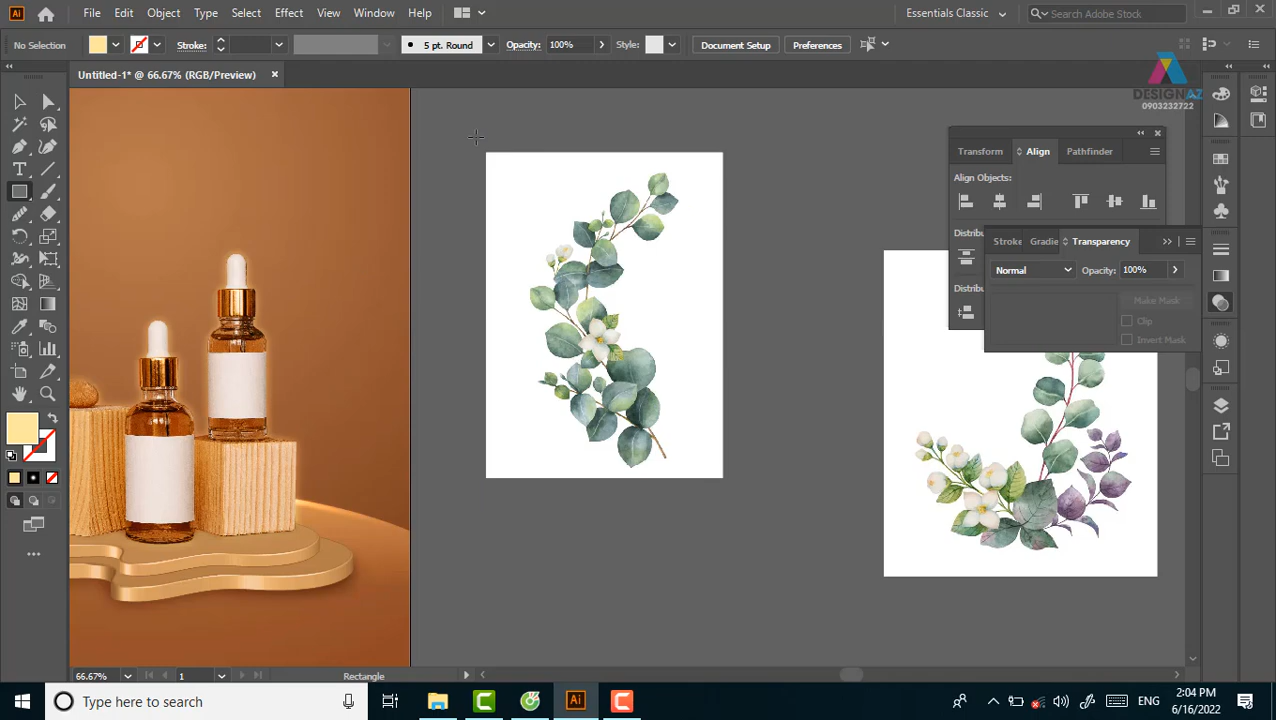 Ai File Edit Object Type Select Effect View Window Help Essentials Classic Search Adobe Stock
No Selection Stroke: 5 pt. Round Opacity: 100% Style: Document Setup Preferences
Untitled-1* @ 66.67% (RGB/Preview)
DESIGNAZ
0903232722
Transform Align Pathfinder
Align Objects:
Distribu
Stroke Gradie Transparency
Normal Opacity: 100%
Distribu
Make Mask
Clip
Invert Mask
66.67% 1 Rectangle
Type here to search Ai ENG 2:04 PM
6/16/2022